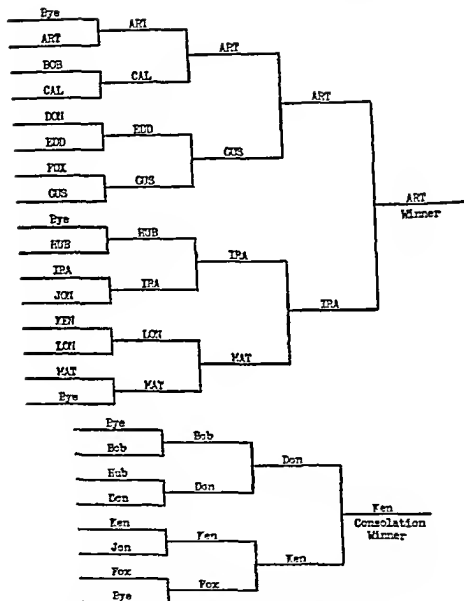 Bye
ART
ART
BOB
CAL
CAL
ART
DON
EDD
EDD
FOX
GUS
GUS
GUS
ART
Bye
HUB
HUB
IRA
JON
IRA
IRA
KEN
LON
LON
MAT
Bye
MAT
MAT
IRA
ART
Winner
Bye
Bob
Bob
Hub
Don
Don
Don
Ken
Jon
Ken
Fox
Bye
Fox
Ken
Ken
Consolation
Winner